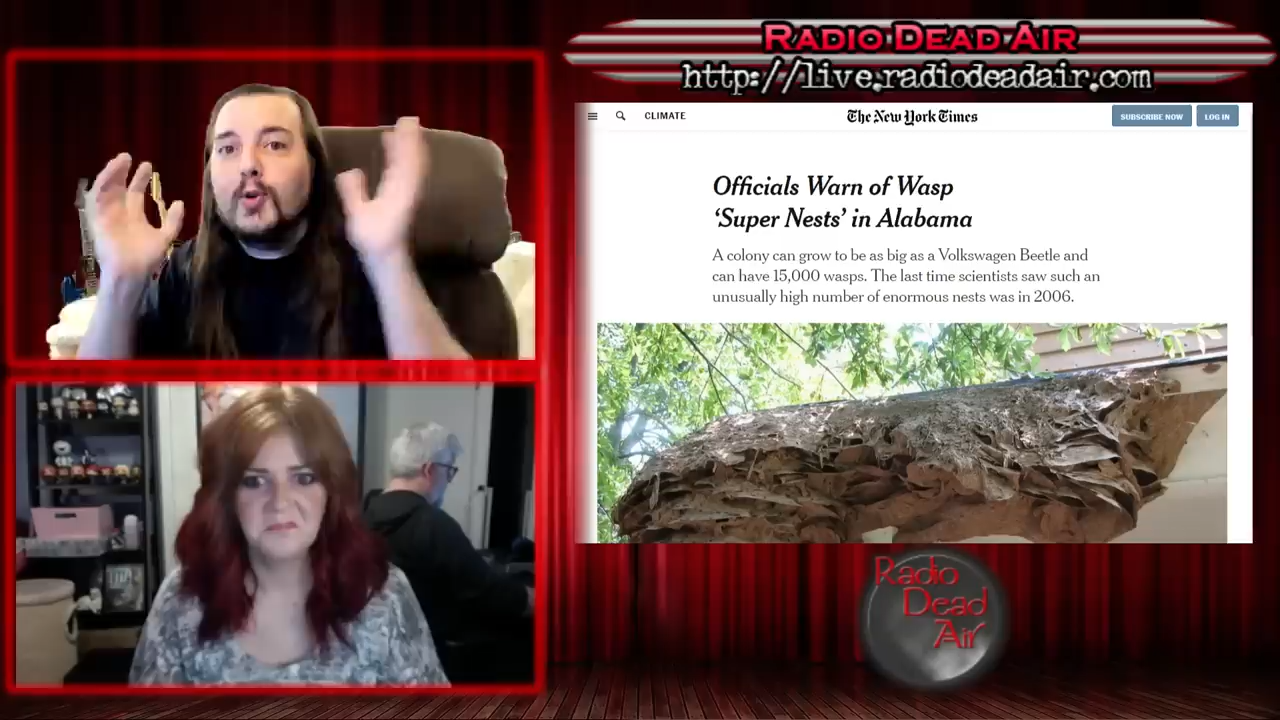 Radio Dead Air
http://live.radiodeadair.com
CLIMATE
The New York Times
SUBSCRIBE NOW
LOG IN
Officials Warn of Wasp
‘Super Nests’ in Alabama
A colony can grow to be as big as a Volkswagen Beetle and
can have 15,000 wasps. The last time scientists saw such an
unusually high number of enormous nests was in 2006.
Radio
Dead
Air